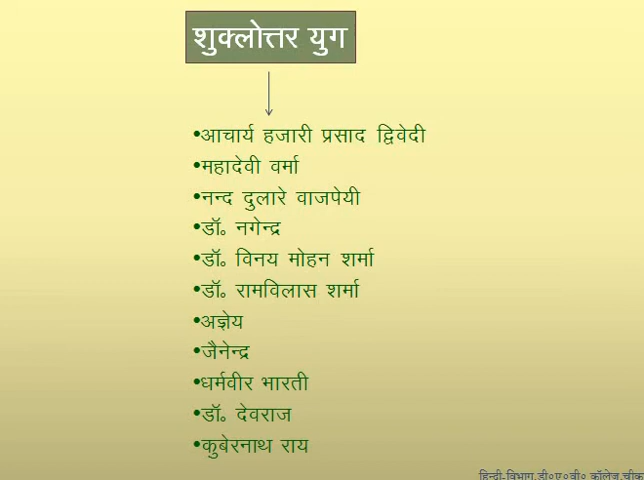 शुक्लोत्तर युग
•आचार्य हजारी प्रसाद द्विवेदी
•महादेवी वर्मा
•नन्द दुलारे वाजपेयी
•डॉ॰ नगेन्द्र
•डॉ॰ विनय मोहन शर्मा
•डॉ॰ रामविलास शर्मा
•अज्ञेय
•जैनेन्द्र
•धर्मवीर भारती
•डॉ॰ देवराज
•कुबेरनाथ राय
हिन्दी-विभाग,डी॰ए॰वी॰ कॉलेज,चीक